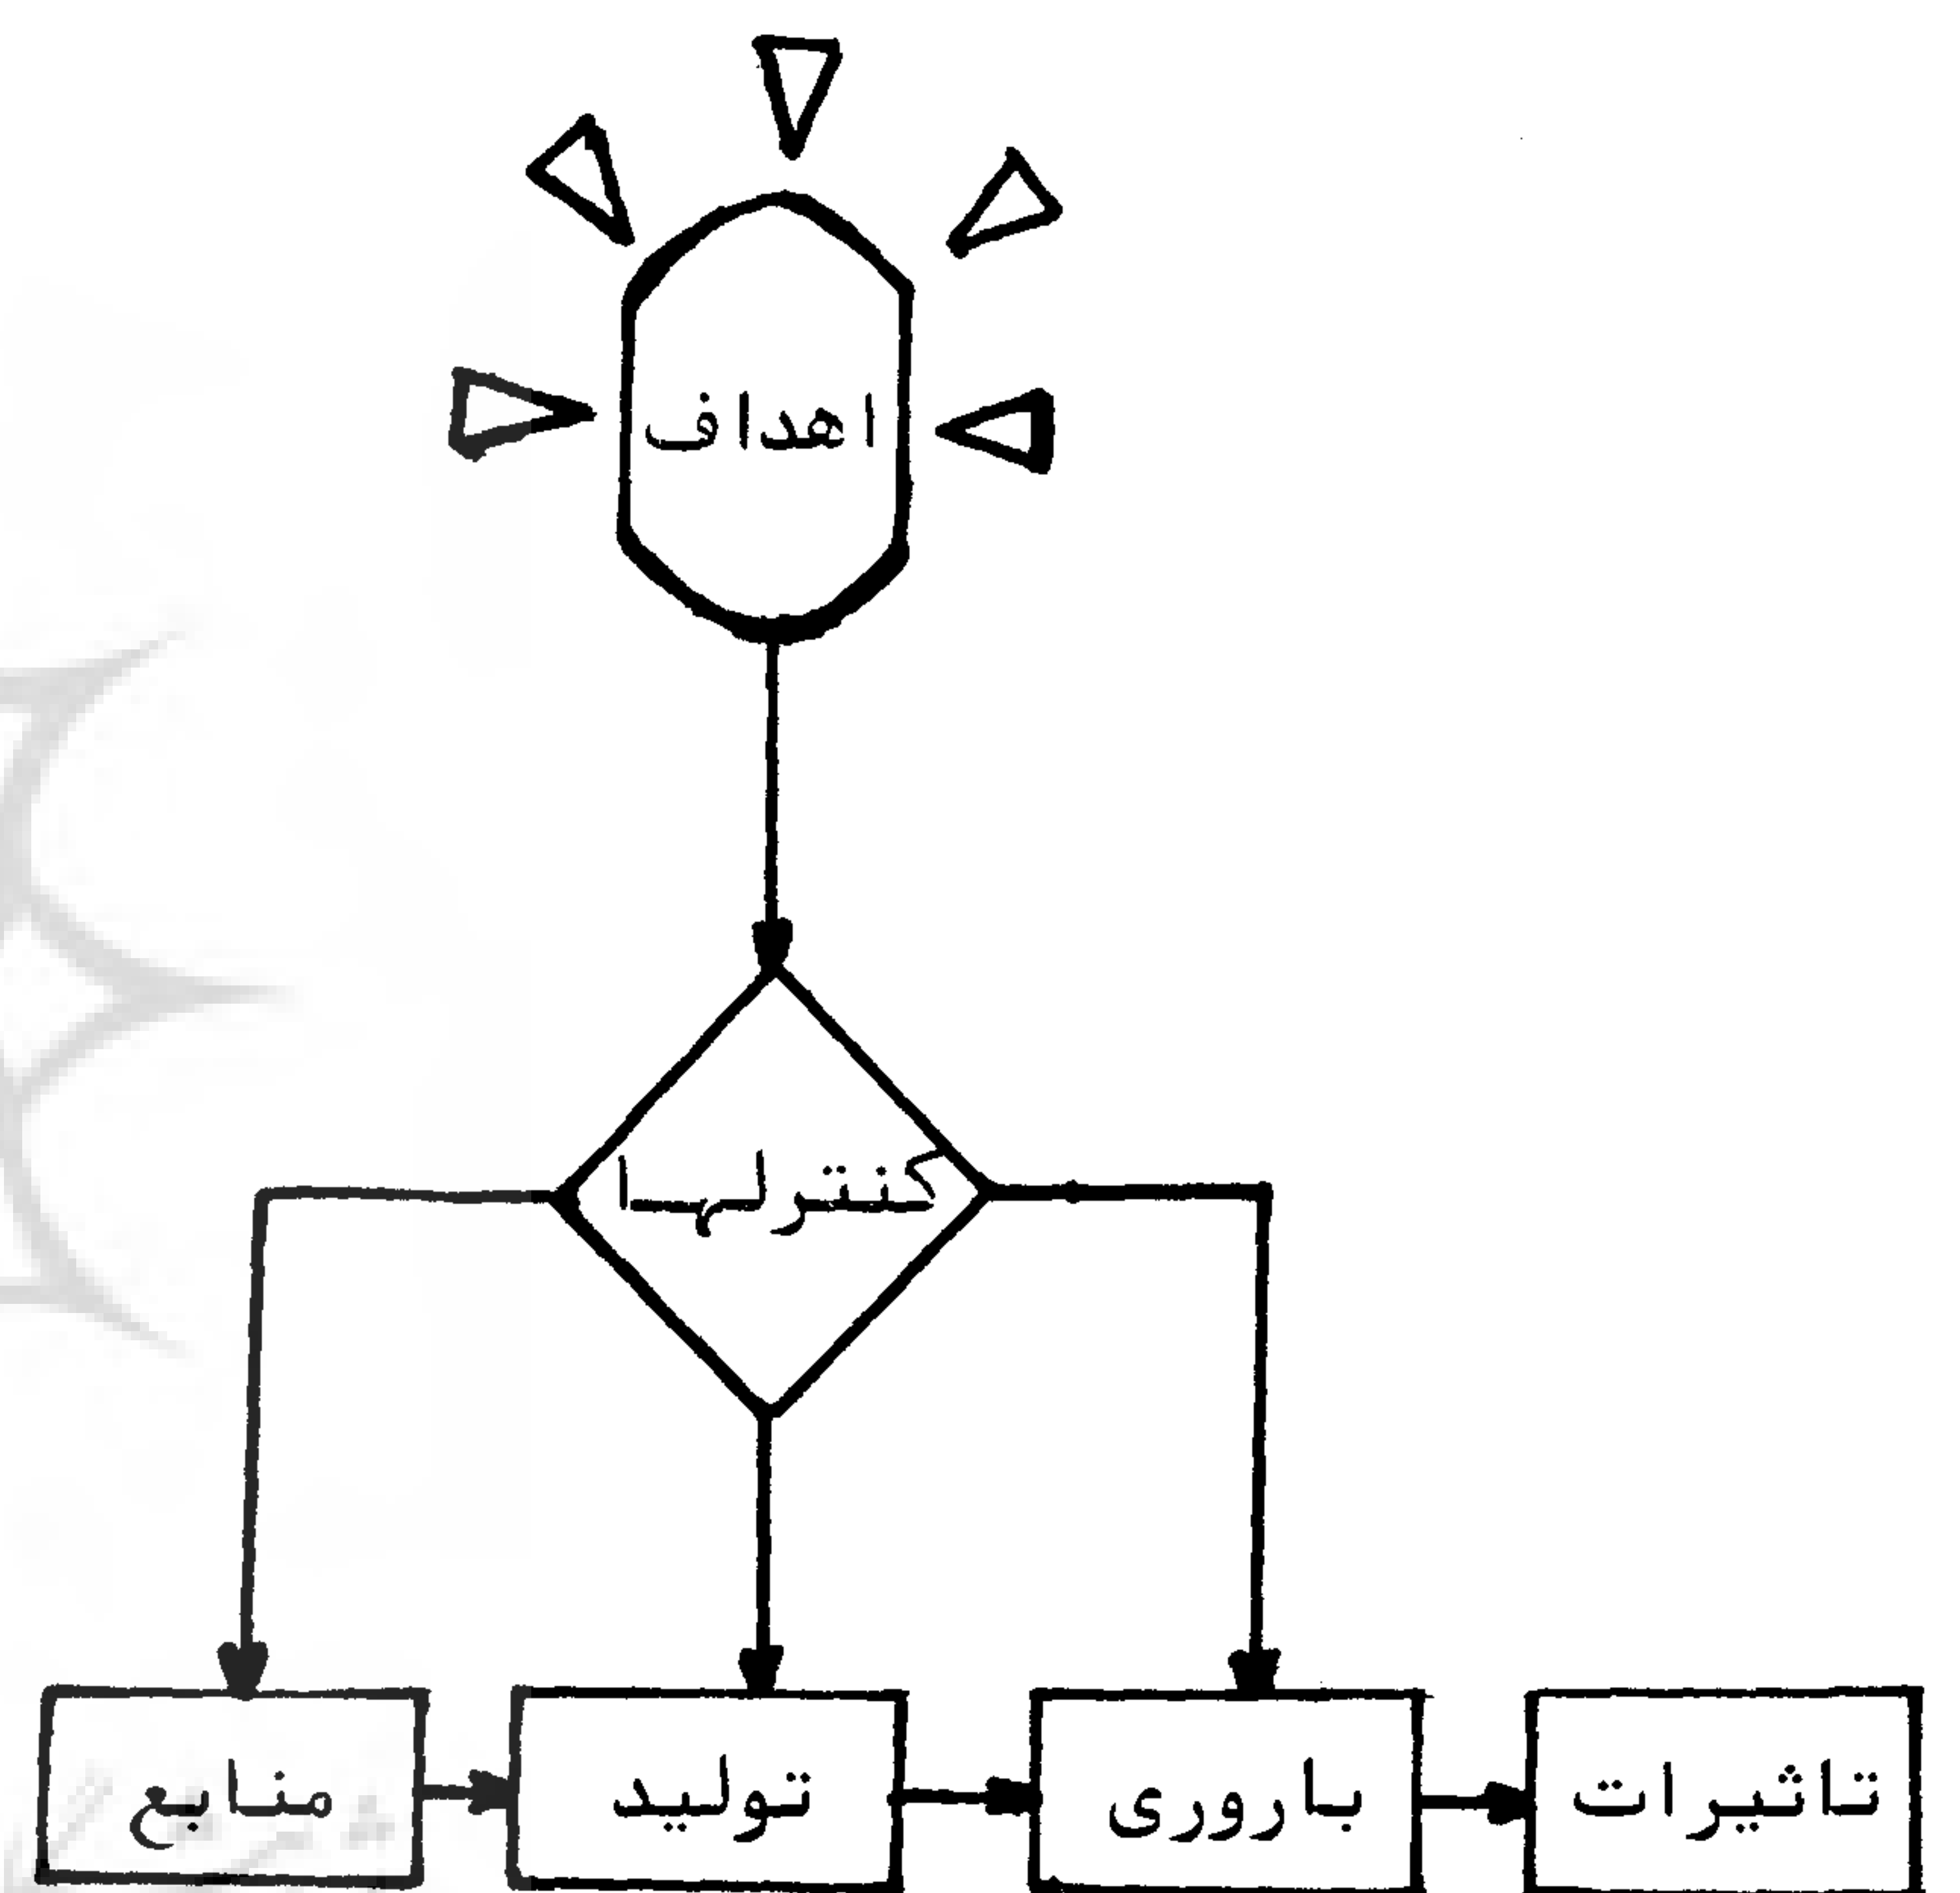 اهداف
کنترلها
منابع
تولید
باروری
تاثیرات